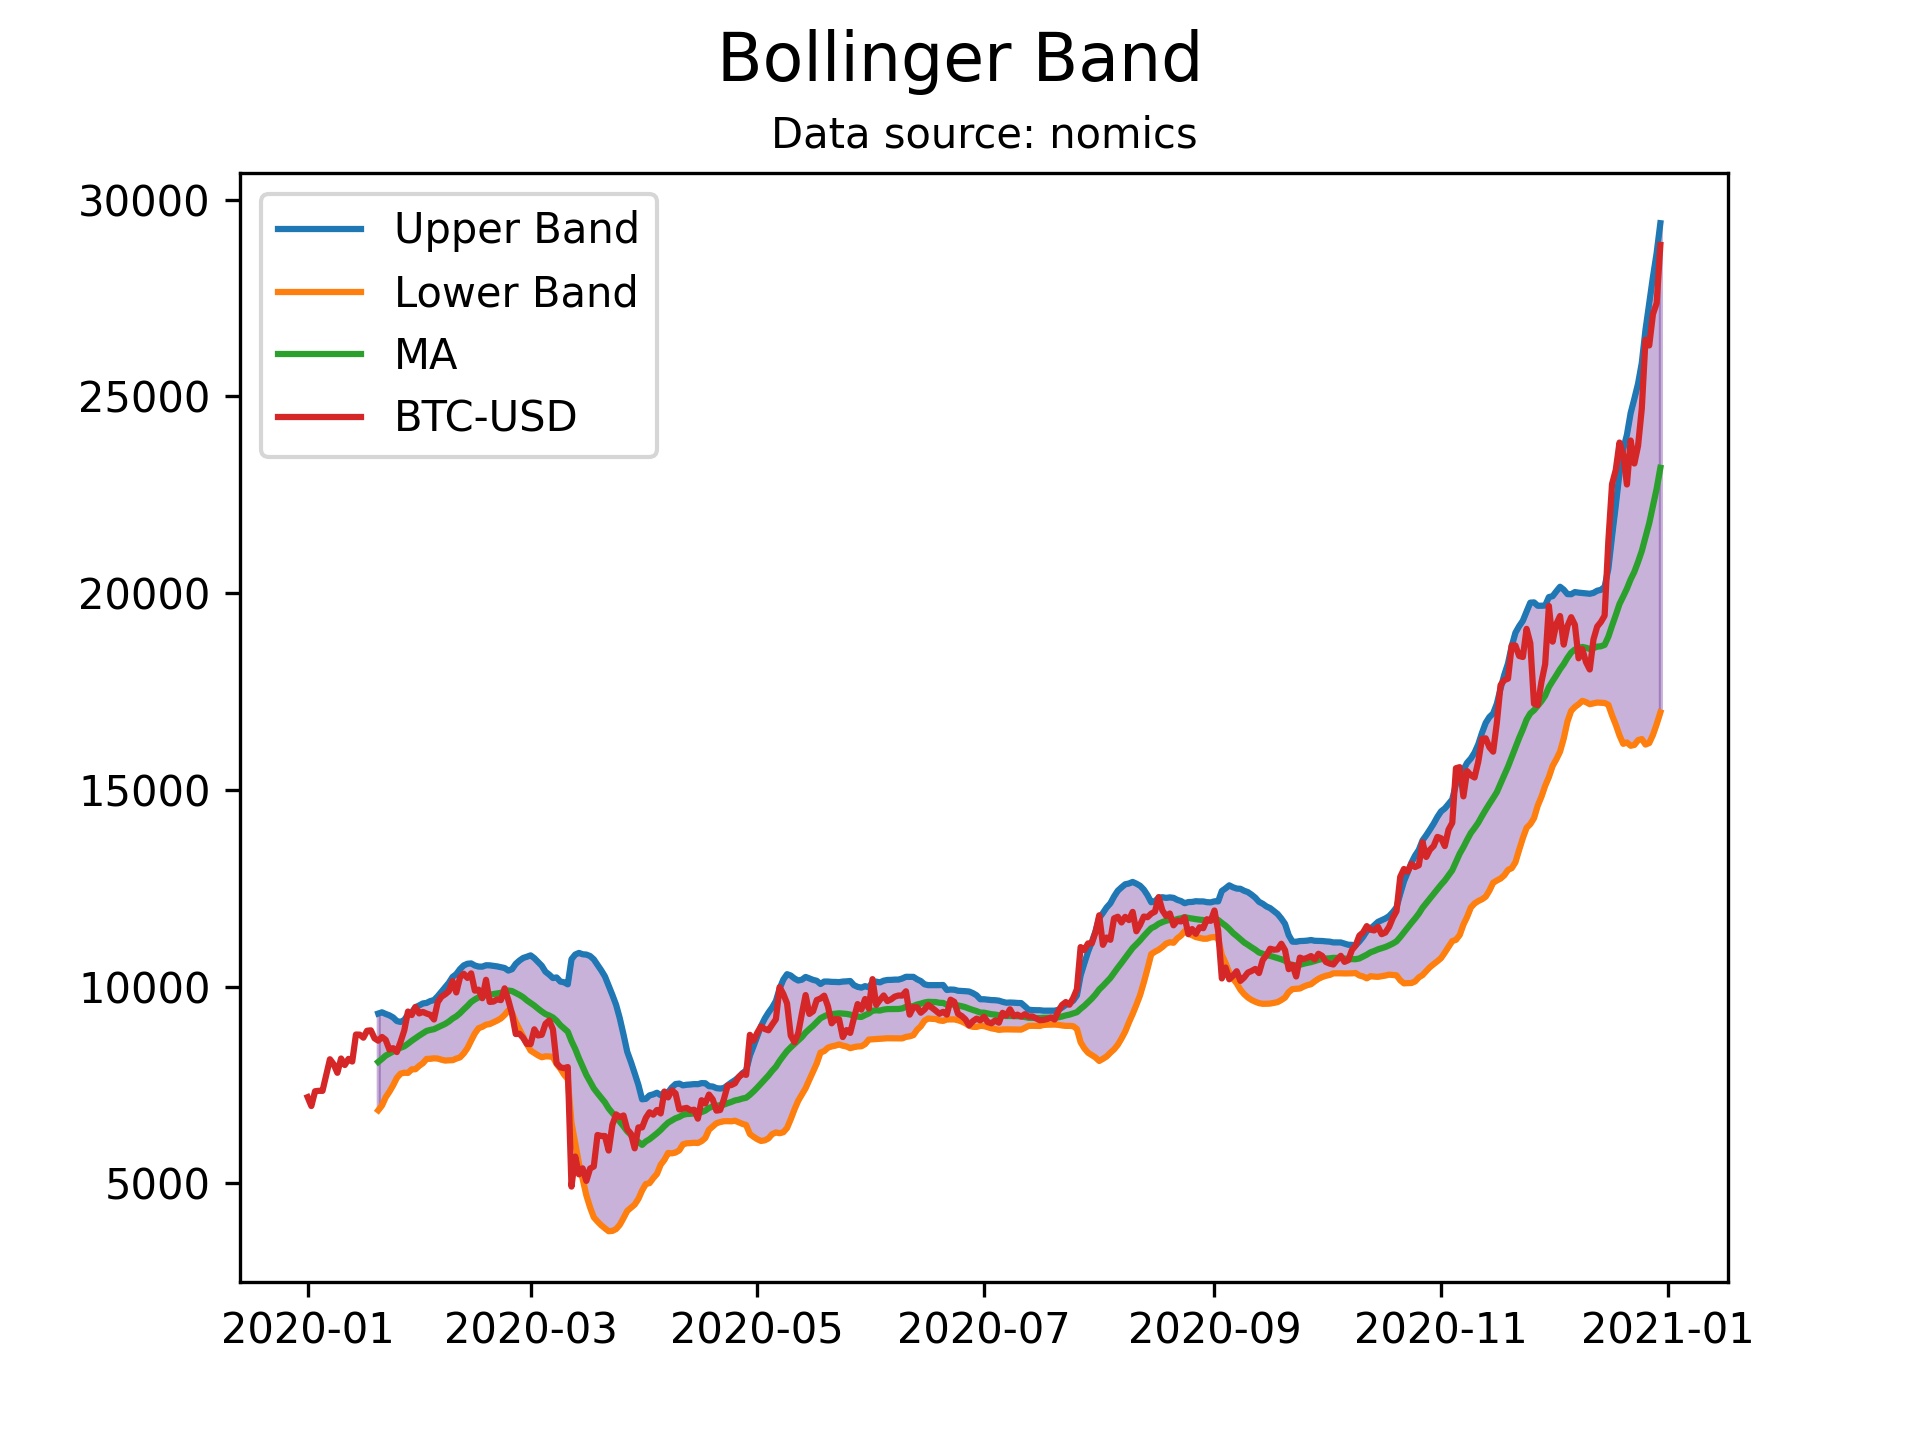 Bollinger Band
Data source: nomics
30000
25000
20000
15000
10000
5000
Upper Band
Lower Band
MA
BTC-USD
2020-01 2020-03 2020-05 2020-07 2020-09 2020-11 2021-01